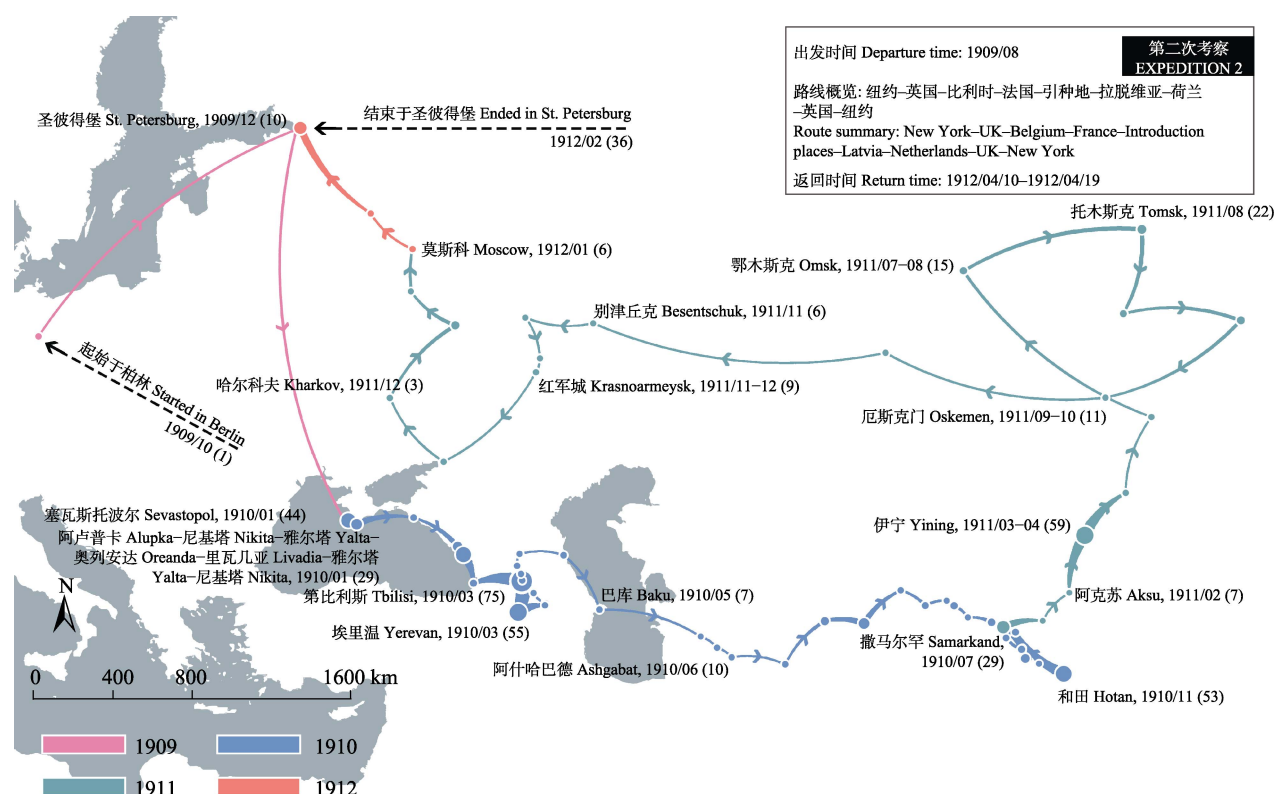 出发时间 Departure time: 1909/08
第二次考察
EXPEDITION 2
路线概览: 纽约–英国–比利时–法国–引种地–拉脱维亚–荷兰
–英国–纽约
Route summary: New York–UK–Belgium–France–Introduction
places–Latvia–Netherlands–UK–New York
返回时间 Return time: 1912/04/10–1912/04/19
圣彼得堡 St. Petersburg, 1909/12 (10)
结束于圣彼得堡 Ended in St. Petersburg
1912/02 (36)
托木斯克 Tomsk, 1911/08 (22)
莫斯科 Moscow, 1912/01 (6)
鄂木斯克 Omsk, 1911/07−08 (15)
别津丘克 Besentschuk, 1911/11 (6)
起始于柏林 Started in Berlin
1909/10 (1)
哈尔科夫 Kharkov, 1911/12 (3)
红军城 Krasnoarmeysk, 1911/11−12 (9)
厄斯克门 Oskemen, 1911/09−10 (11)
塞瓦斯托波尔 Sevastopol, 1910/01 (44)
阿卢普卡 Alupka−尼基塔 Nikita−雅尔塔 Yalta−
奥列安达 Oreanda−里瓦几亚 Livadia−雅尔塔
Yalta−尼基塔 Nikita, 1910/01 (29)
伊宁 Yining, 1911/03−04 (59)
第比利斯 Tbilisi, 1910/03 (75)
巴库 Baku, 1910/05 (7)
阿克苏 Aksu, 1911/02 (7)
埃里温 Yerevan, 1910/03 (55)
撒马尔罕 Samarkand,
1910/07 (29)
阿什哈巴德 Ashgabat, 1910/06 (10)
和田 Hotan, 1910/11 (53)
N
0 400 800 1600 km
1909 1910
1911 1912